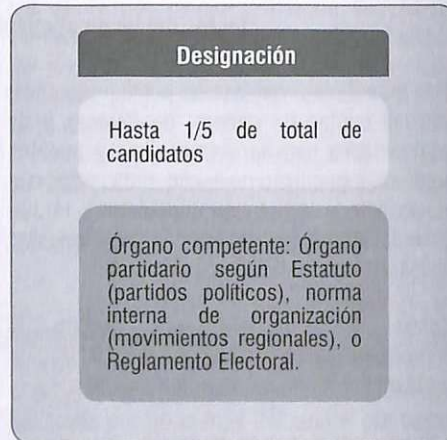 Designación
Hasta 1/5 de total de
candidatos
Órgano competente: Órgano
partidario según Estatuto
(partidos políticos), norma
interna de organización
(movimientos regionales), o
Reglamento Electoral.